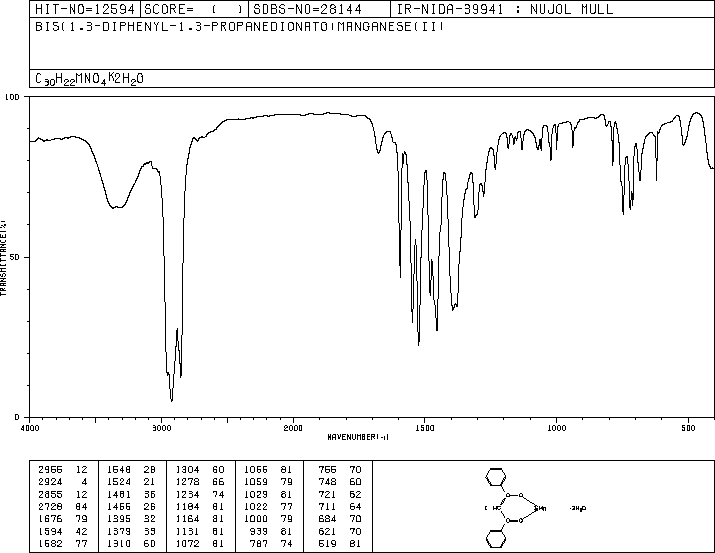 HIT-NO=12594 SCORE= ( ) SDBS-NO=28144 IR-NIDA-39941 : NUJOL MULL
BIS(1,3-DIPHENYL-1,3-PROPANEDIONATO)MANGANESE(II)
C30H22MNO4·2H2O
100
50
0
TRANSMITTANCE(%)
4000 3000 2000 1500 1000 500
WAVENUMBER(-1)
2955 12 1548 28 1304 60 1066 81 756 70
2924 4 1524 21 1278 66 1059 79 748 60
2855 12 1481 36 1234 74 1029 81 721 62
2728 84 1456 26 1184 81 1022 77 711 64
1676 79 1395 32 1164 81 1000 79 684 70
1594 42 1379 39 1131 81 939 81 621 70
1582 77 1310 60 1072 81 787 74 519 81